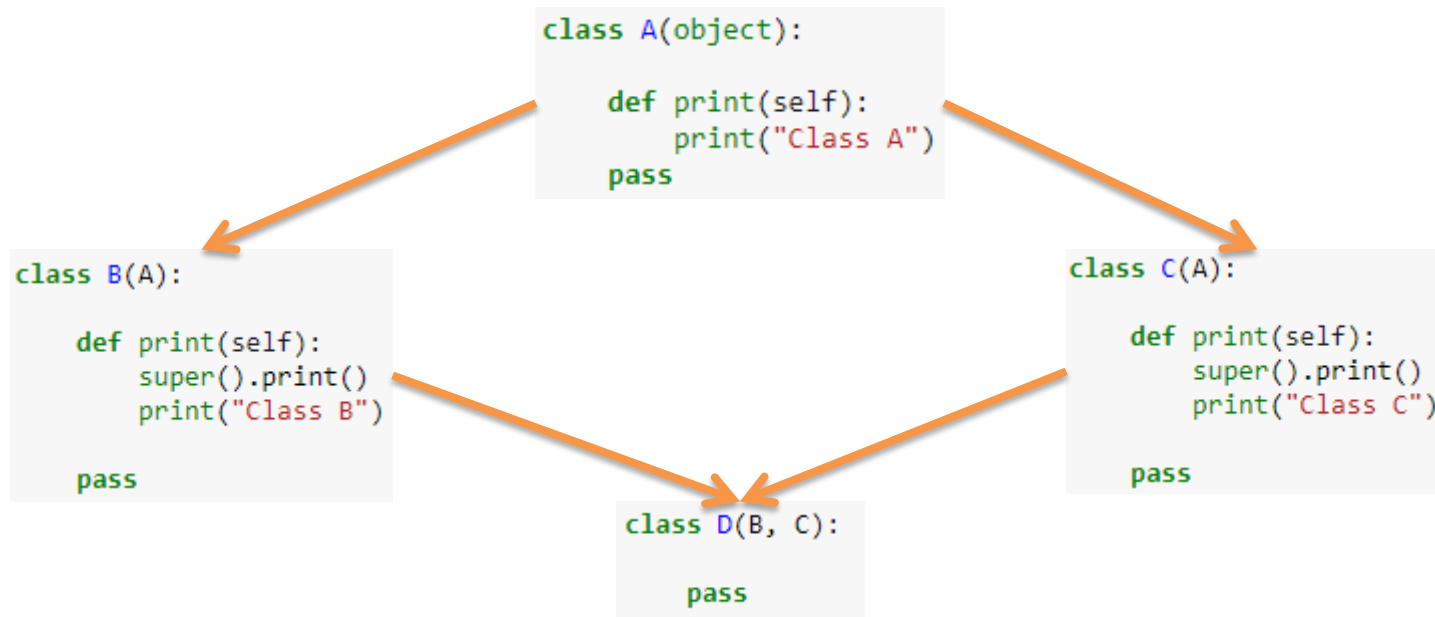 class A(object):
    def print(self):
        print("Class A")
    pass
class B(A):
    def print(self):
        super().print()
        print("Class B")
    pass
class C(A):
    def print(self):
        super().print()
        print("Class C")
    pass
class D(B, C):
    pass